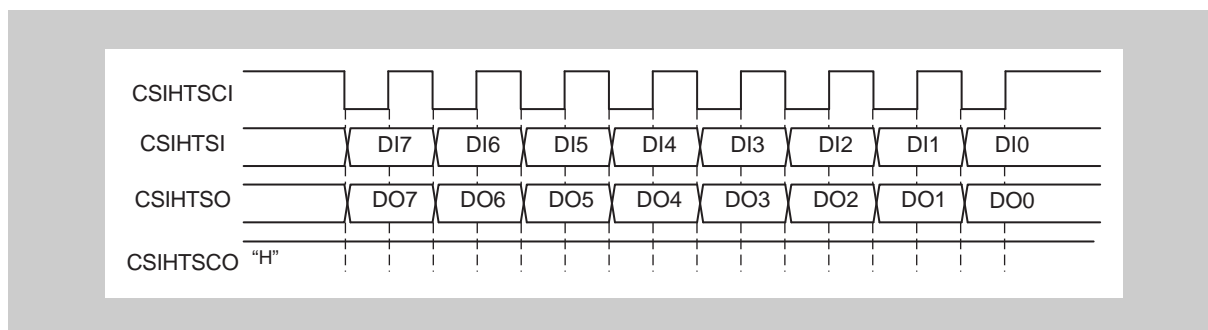 CSIHTSCI
CSIHTSI DI7 DI6 DI5 DI4 DI3 DI2 DI1 DI0
CSIHTSO DO7 DO6 DO5 DO4 DO3 DO2 DO1 DO0
CSIHTSCO “H”